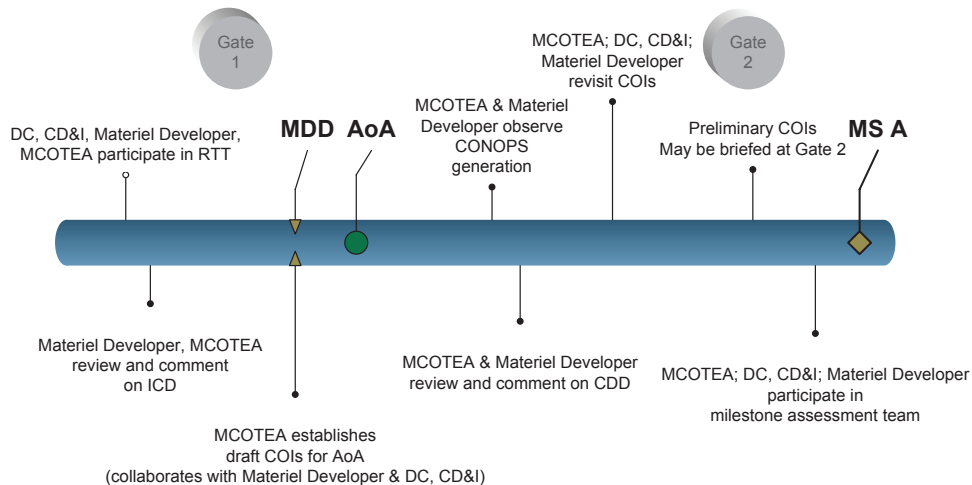 Gate
1
Gate
2
MCOTEA; DC, CD&I;
Materiel Developer
revisit COIs
MCOTEA & Materiel
Developer observe
CONOPS
generation
DC, CD&I, Materiel Developer,
MCOTEA participate in RTT
MDD
AoA
Preliminary COIs
May be briefed at Gate 2
MS A
Materiel Developer, MCOTEA
review and comment
on ICD
MCOTEA & Materiel Developer
review and comment on CDD
MCOTEA; DC, CD&I; Materiel Developer
participate in
milestone assessment team
MCOTEA establishes
draft COIs for AoA
(collaborates with Materiel Developer & DC, CD&I)